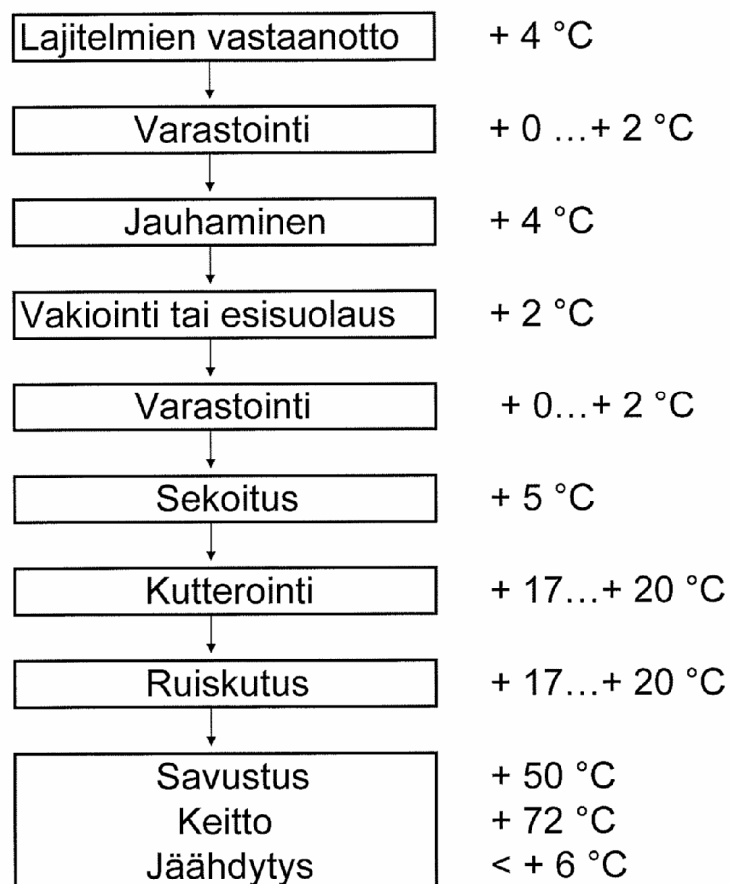 Lajitelmien vastaanotto + 4 °C
Varastointi + 0 ...+ 2 °C
Jauhaminen + 4 °C
Vakiointi tai esisuolaus + 2 °C
Varastointi + 0...+ 2 °C
Sekoitus + 5 °C
Kutterointi + 17...+ 20 °C
Ruiskutus + 17...+ 20 °C
Savustus + 50 °C
Keitto + 72 °C
Jäähdytys < + 6 °C